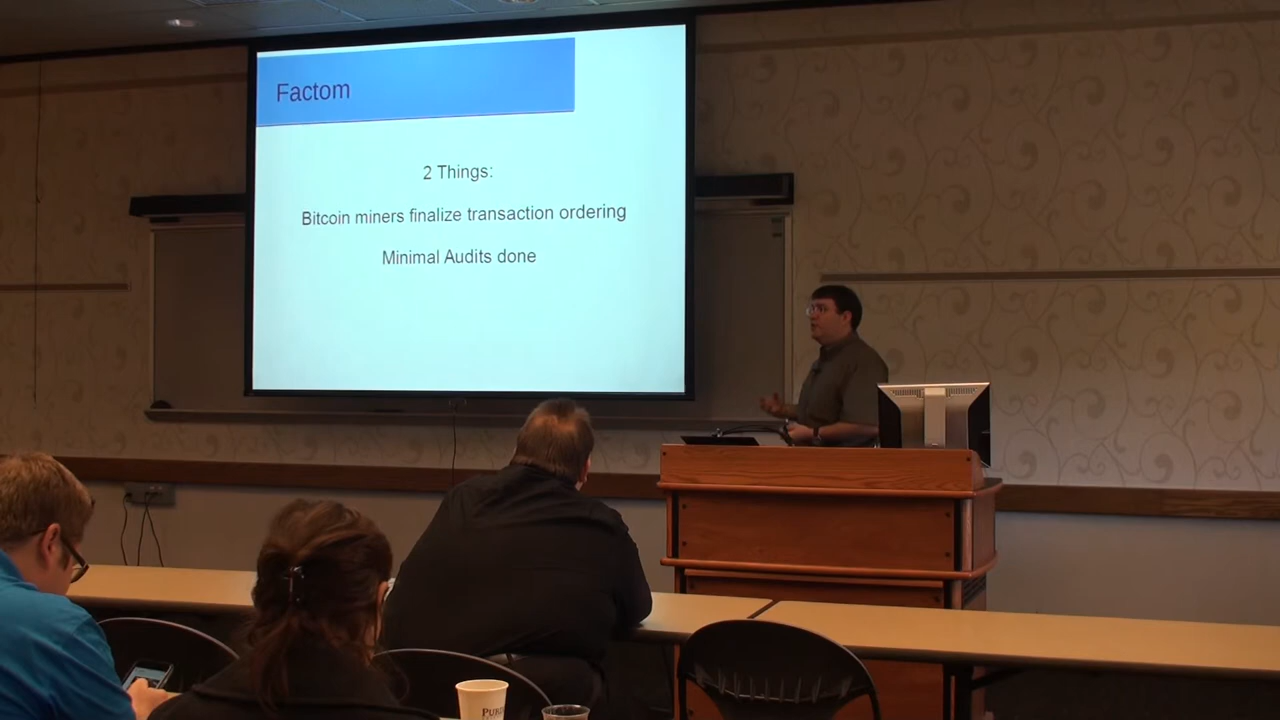 Factom
2 Things:
Bitcoin miners finalize transaction ordering
Minimal Audits done